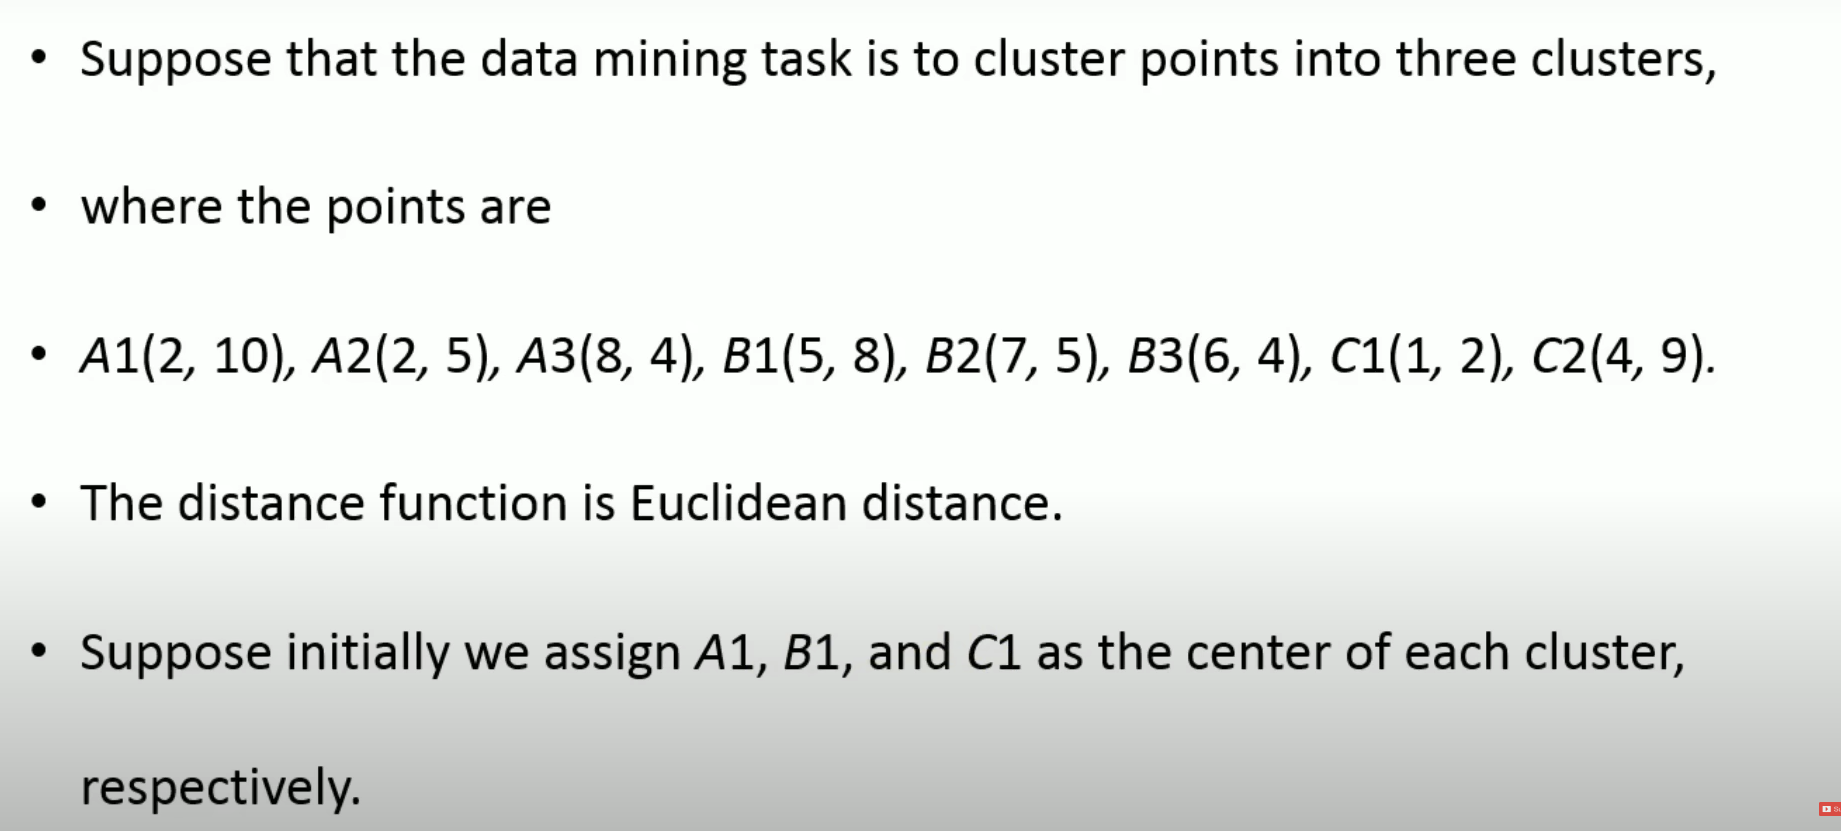 • Suppose that the data mining task is to cluster points into three clusters,
• where the points are
• A1(2, 10), A2(2, 5), A3(8, 4), B1(5, 8), B2(7, 5), B3(6, 4), C1(1, 2), C2(4, 9).
• The distance function is Euclidean distance.
• Suppose initially we assign A1, B1, and C1 as the center of each cluster,
respectively.